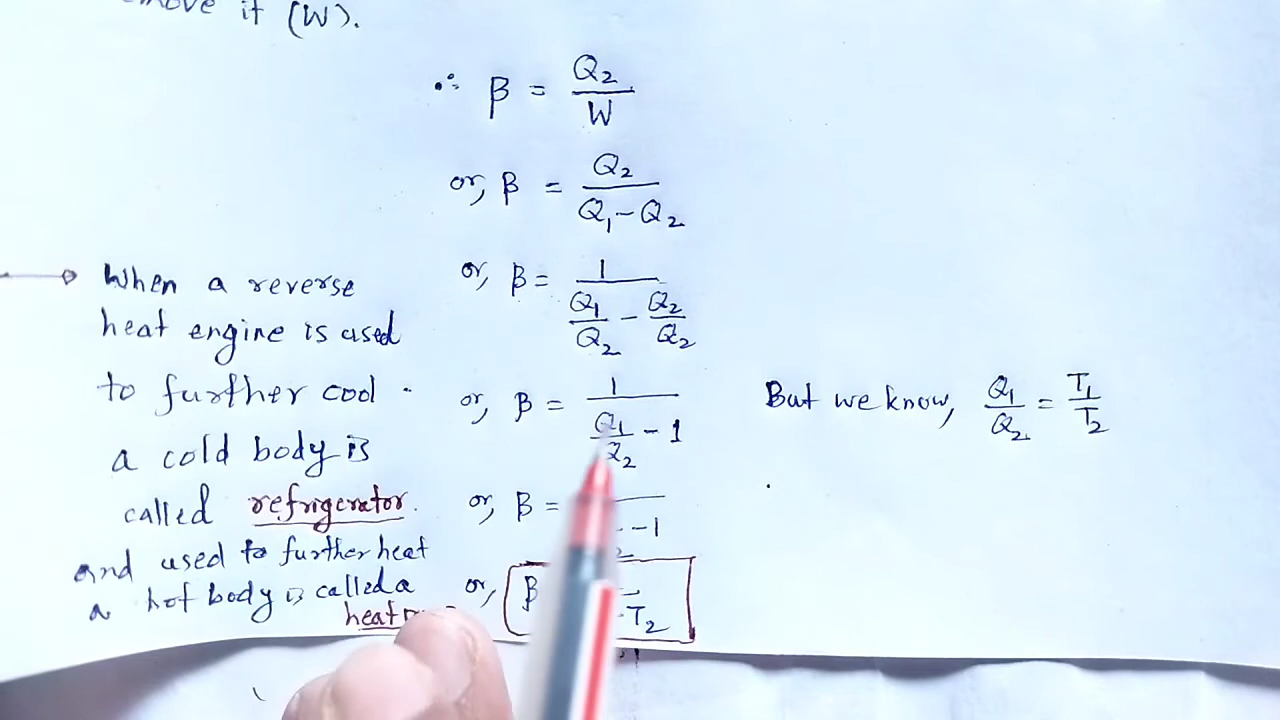 it (W).
∴ β = Q₂/W
or, β = Q₂/(Q₁-Q₂)
or, β = 1/(Q₁/Q₂ - Q₂/Q₂)
or, β = 1/(Q₁/Q₂ - 1)
or, β =
- 1
or, β
-T₂
When a reverse
heat engine is used
to further cool
a cold body is
called refrigerator.
and used to further heat
a hot body is called a
heat
But we know, Q₁/Q₂ = T₁/T₂